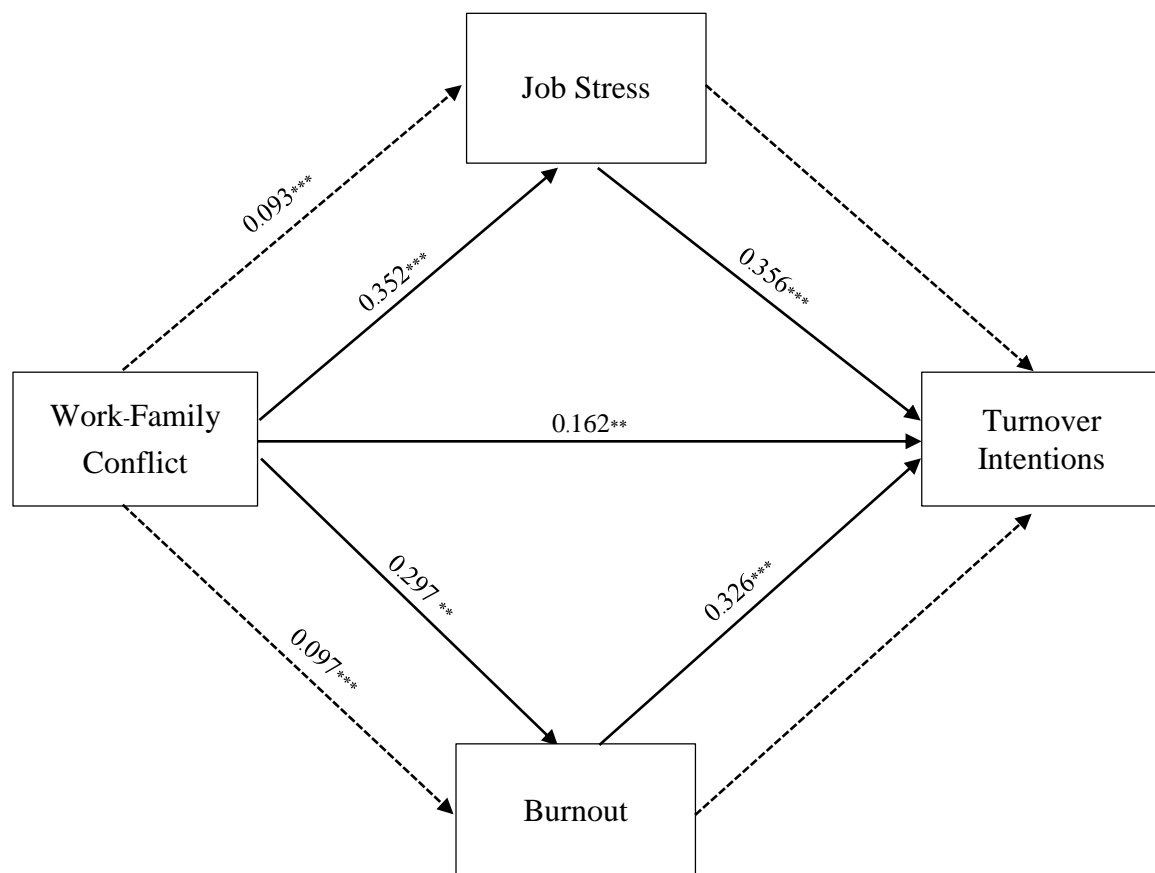 Job Stress
0.093***
0.352***
0.356***
Work-Family
Conflict
0.162**
Turnover
Intentions
0.297 **
0.326***
0.097***
Burnout